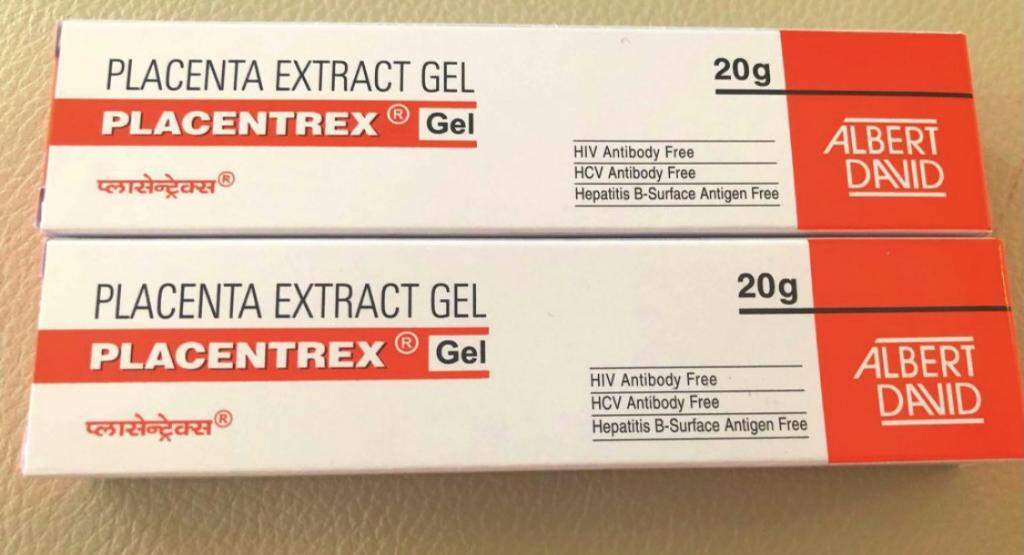 PLACENTA EXTRACT GEL
20g
PLACENTREX® Gel
HIV Antibody Free
HCV Antibody Free
Hepatitis B-Surface Antigen Free
प्लासेन्ट्रेक्स®
ALBERT
DAVID
PLACENTA EXTRACT GEL
20g
PLACENTREX® Gel
HIV Antibody Free
HCV Antibody Free
Hepatitis B-Surface Antigen Free
प्लासेन्ट्रेक्स®
ALBERT
DAVID